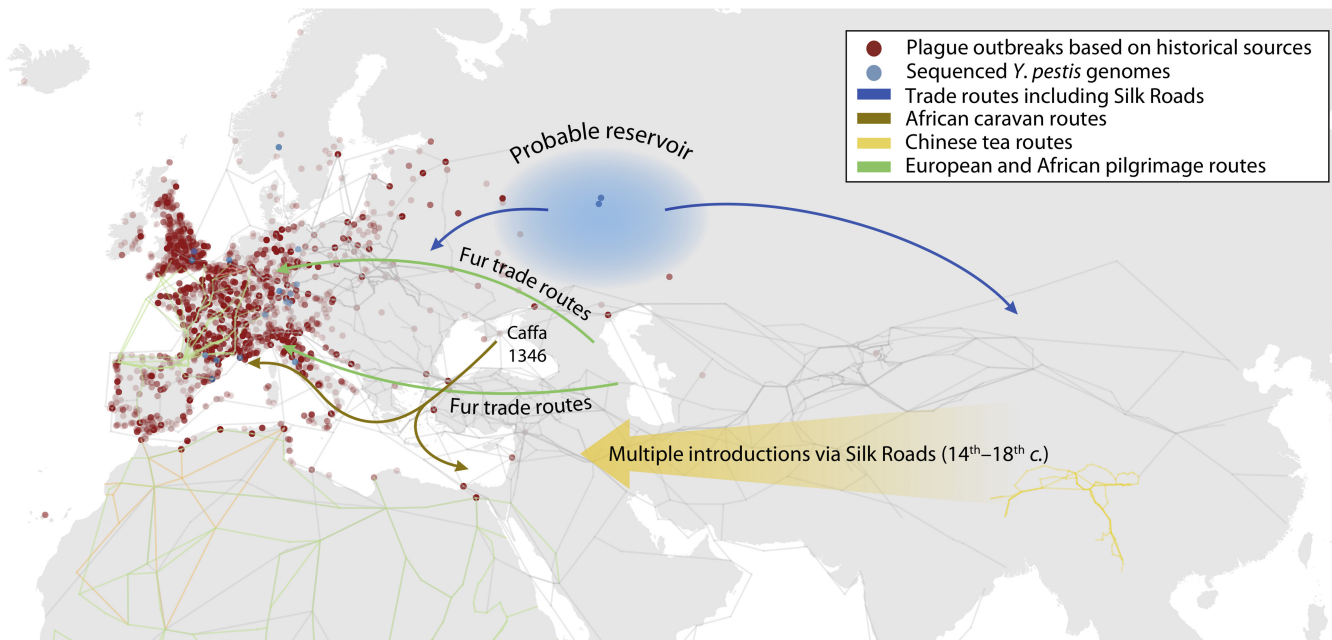 Plague outbreaks based on historical sources
Sequenced Y. pestis genomes
Trade routes including Silk Roads
African caravan routes
Chinese tea routes
European and African pilgrimage routes
Probable reservoir
Fur trade routes
Caffa
1346
Fur trade routes
Multiple introductions via Silk Roads (14th–18th c.)